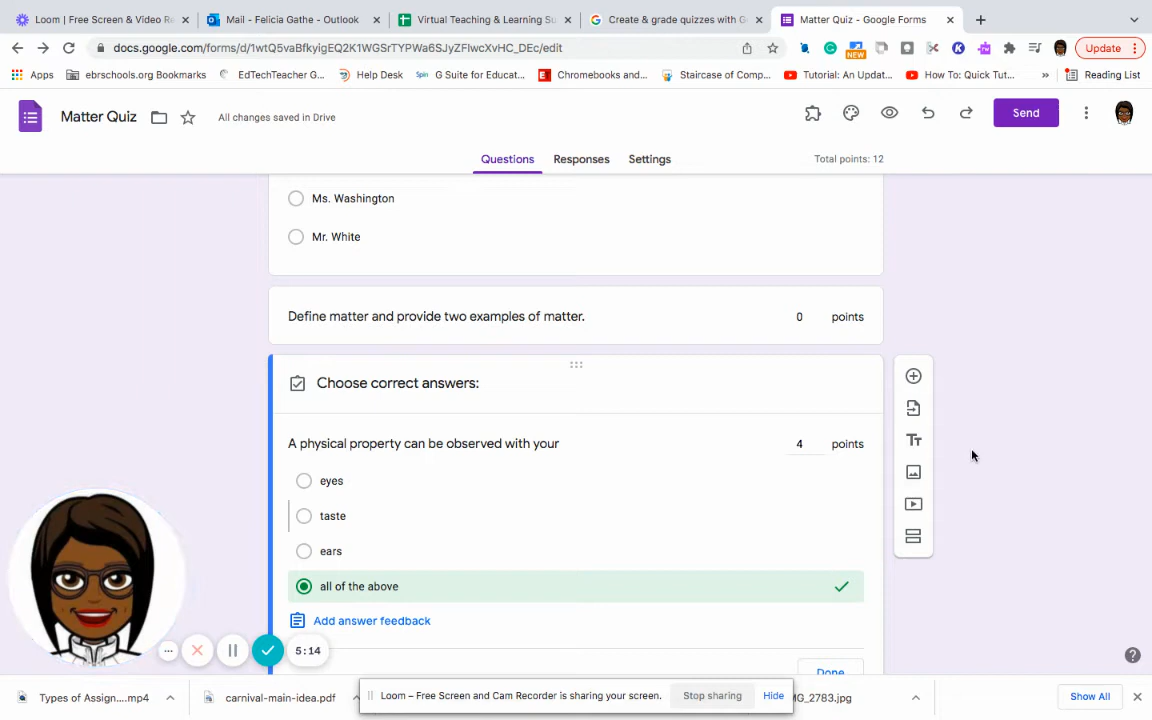 Loom | Free Screen & Video Re
Mail - Felicia Gathe - Outlook
Virtual Teaching & Learning Su
Create & grade quizzes with G
Matter Quiz - Google Forms
docs.google.com/forms/d/1wtQ5vaBfkyigEQ2K1WGSrTYPWa6SJyZFlwcXvHC_DEc/edit
NEW
Update
Apps
ebrschools.org Bookmarks
EdTechTeacher G...
Help Desk
Spin
G Suite for Educat...
Chromebooks and...
Staircase of Comp...
Tutorial: An Updat...
How To: Quick Tut...
»
Reading List
Matter Quiz
All changes saved in Drive
Send
Questions
Responses
Settings
Total points: 12
Ms. Washington
Mr. White
Define matter and provide two examples of matter.
0 points
Choose correct answers:
A physical property can be observed with your
4 points
eyes
taste
ears
all of the above
Add answer feedback
5:14
Done
Types of Assign....mp4
carnival-main-idea.pdf
Loom – Free Screen and Cam Recorder is sharing your screen.
Stop sharing
Hide
MG_2783.jpg
Show All